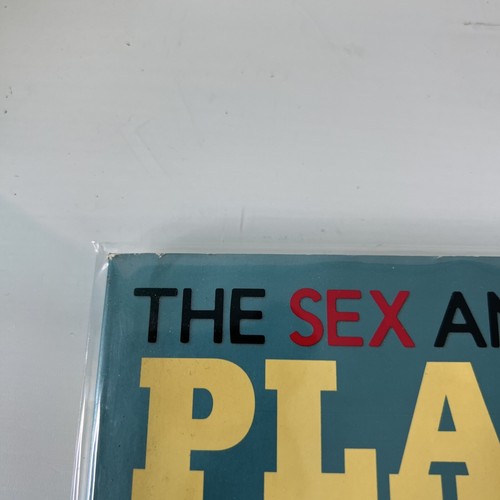 THE SEX AN
PLA